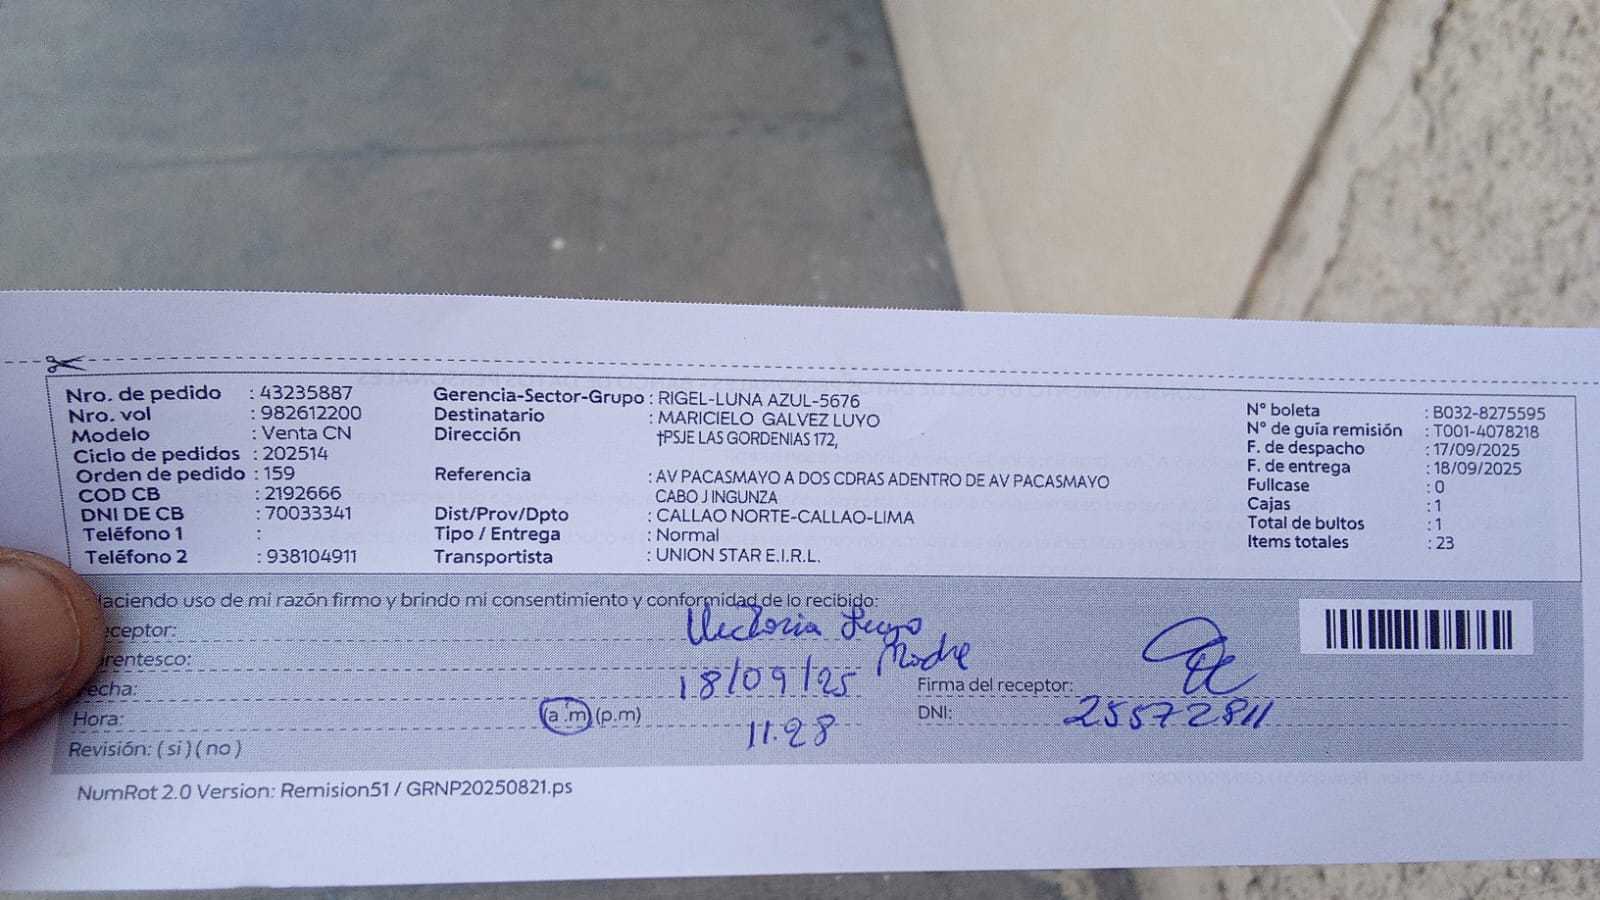 Nro. de pedido : 43235887
Nro. vol : 982612200
Modelo : Venta CN
Ciclo de pedidos : 202514
Orden de pedido : 159
COD CB : 2192666
DNI DE CB : 70033341
Teléfono 1 :
Teléfono 2 : 938104911
Gerencia-Sector-Grupo : RIGEL-LUNA AZUL-5676
Destinatario : MARICIELO GALVEZ LUYO
Dirección : †PSJE LAS GORDENIAS 172,
Referencia : AV PACASMAYO A DOS CDRAS ADENTRO DE AV PACASMAYO
CABO J INGUNZA
Dist/Prov/Dpto : CALLAO NORTE-CALLAO-LIMA
Tipo / Entrega : Normal
Transportista : UNION STAR E.I.R.L.
N° boleta : B032-8275595
N° de guía remisión : T001-4078218
F. de despacho : 17/09/2025
F. de entrega : 18/09/2025
Fullcase : 0
Cajas : 1
Total de bultos : 1
Items totales : 23
aciendo uso de mi razón firmo y brindo mi consentimiento y conformidad de lo recibido:
eceptor: Victoria Luyo
rentesco: Madre
echa: 18/09/25
Hora: (a.m) (p.m) 11.28
Revisión: ( si ) ( no )
Firma del receptor:
DNI: 25572811
NumRot 2.0 Version: Remision51 / GRNP20250821.ps